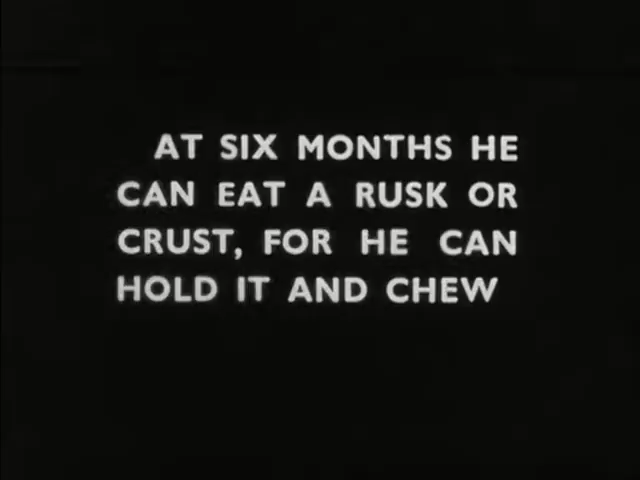 AT SIX MONTHS HE
CAN EAT A RUSK OR
CRUST, FOR HE CAN
HOLD IT AND CHEW